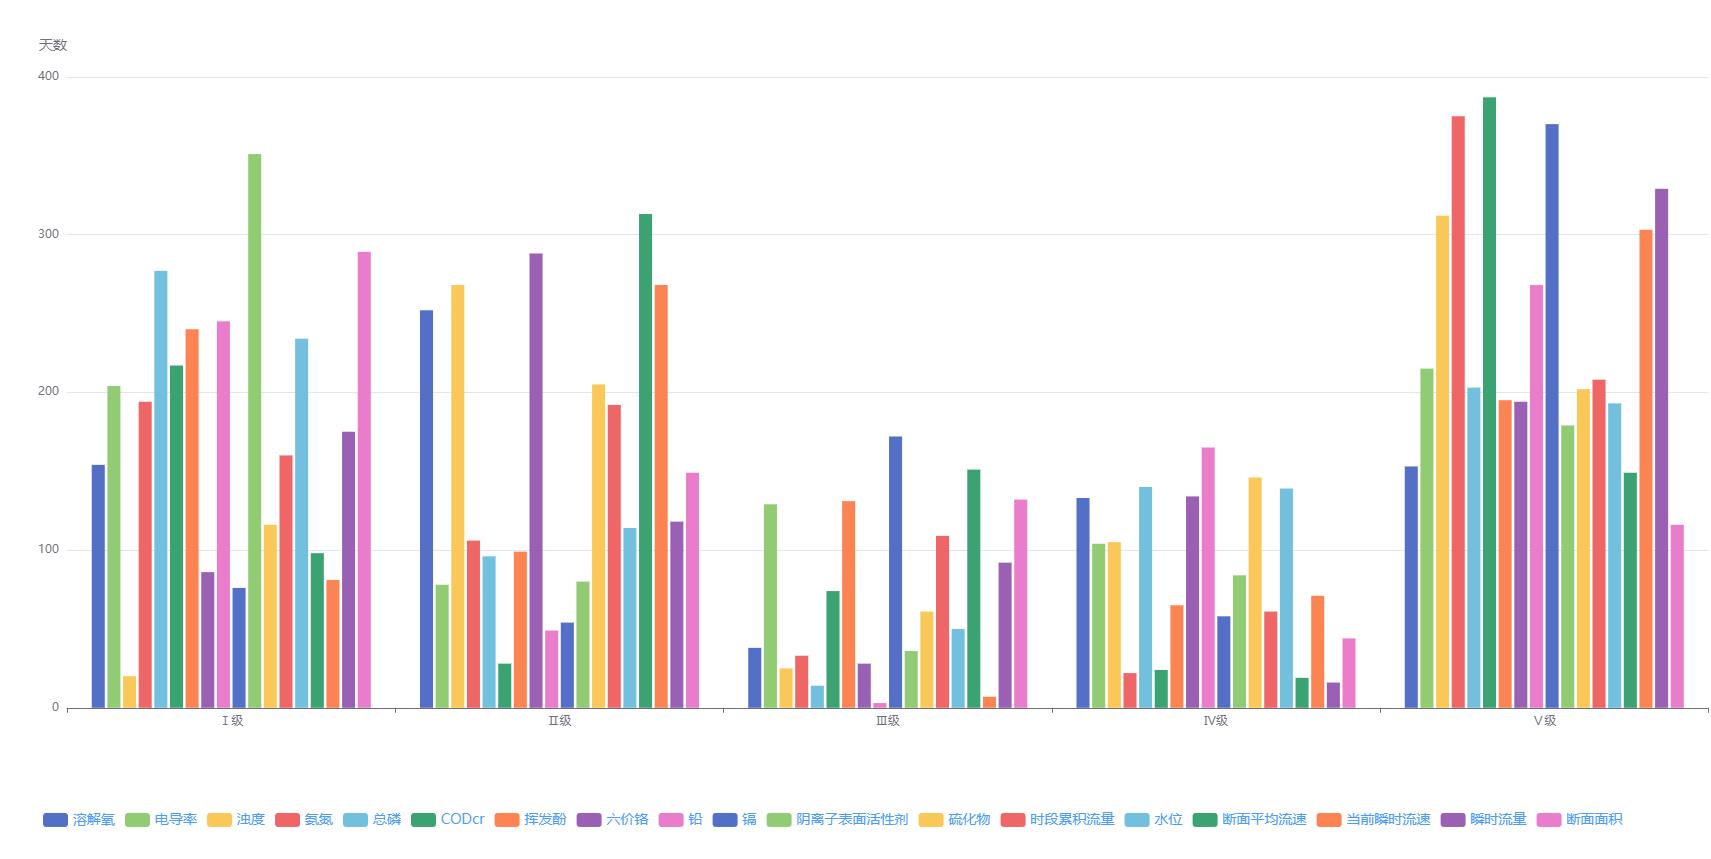 天数
400
300
200
100
0
Ⅰ级
Ⅱ级
Ⅲ级
Ⅳ级
Ⅴ级
溶解氧 电导率 浊度 氨氮 总磷 CODcr 挥发酚 六价铬 铅 镉 阴离子表面活性剂 硫化物 时段累积流量 水位 断面平均流速 当前瞬时流速 瞬时流量 断面面积